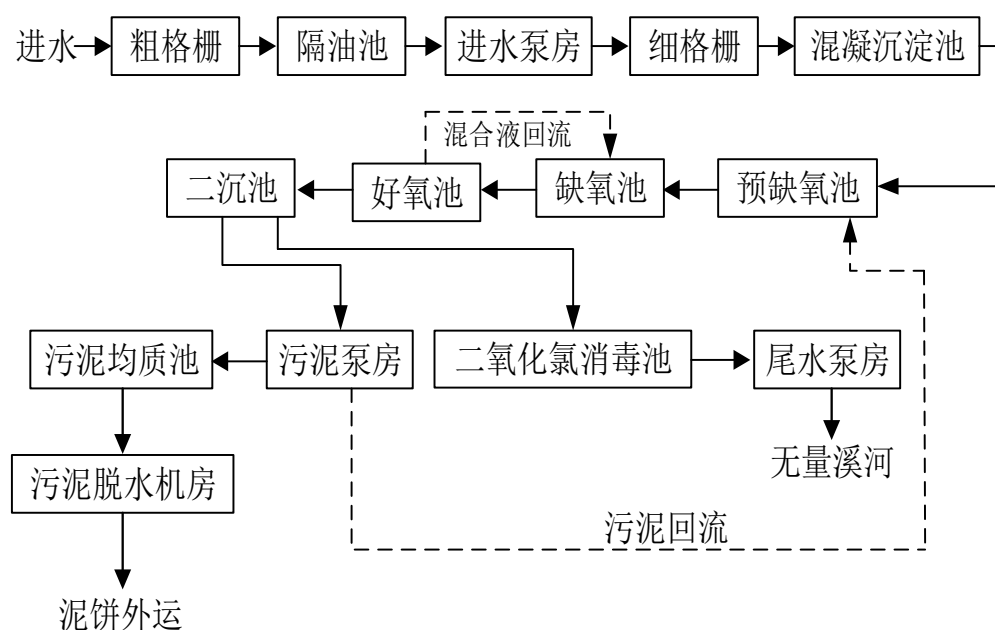 进水
粗格栅
隔油池
进水泵房
细格栅
混凝沉淀池
混合液回流
二沉池
好氧池
缺氧池
预缺氧池
污泥均质池
污泥泵房
二氧化氯消毒池
尾水泵房
无量溪河
污泥脱水机房
污泥回流
泥饼外运